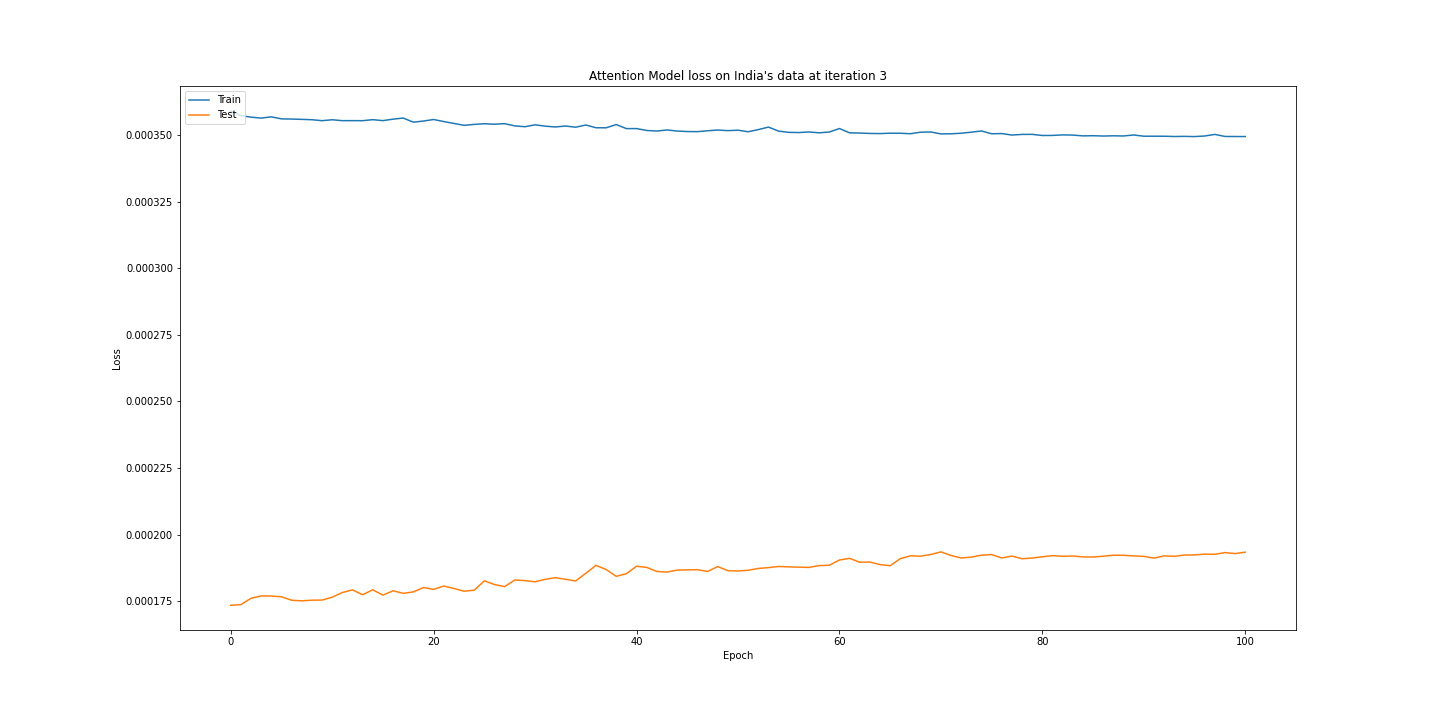 Attention Model loss on India's data at iteration 3
Train
Test
0.000350
0.000325
0.000300
0.000275
0.000250
0.000225
0.000200
0.000175
Loss
0 20 40 60 80 100
Epoch